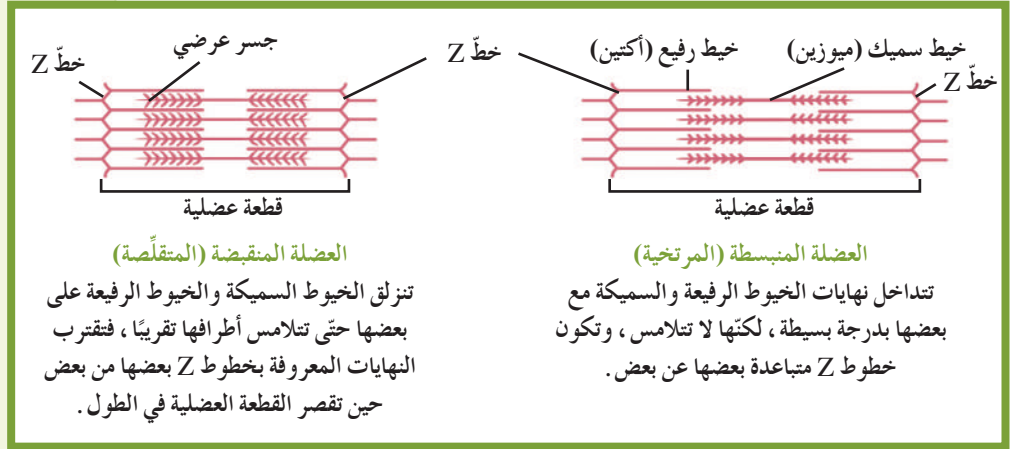 خيط سميك (ميوزين)
خيط رفيع (أكتين)
خطّ Z
خطّ Z
قطعة عضلية
العضلة المنبسطة (المرتخية)
تتداخل نهايات الخيوط الرفيعة والسميكة مع
بعضها بدرجة بسيطة ، لكنّها لا تتلامس ، وتكون
خطوط Z متباعدة بعضها عن بعض .
جسر عرضي
خطّ Z
قطعة عضلية
العضلة المنقبضة (المتقلِّصة)
تنزلق الخيوط السميكة والخيوط الرفيعة على
بعضها حتّى تتلامس أطرافها تقريبًا ، فتقترب
النهايات المعروفة بخطوط Z بعضها من بعض
حين تقصر القطعة العضلية في الطول .